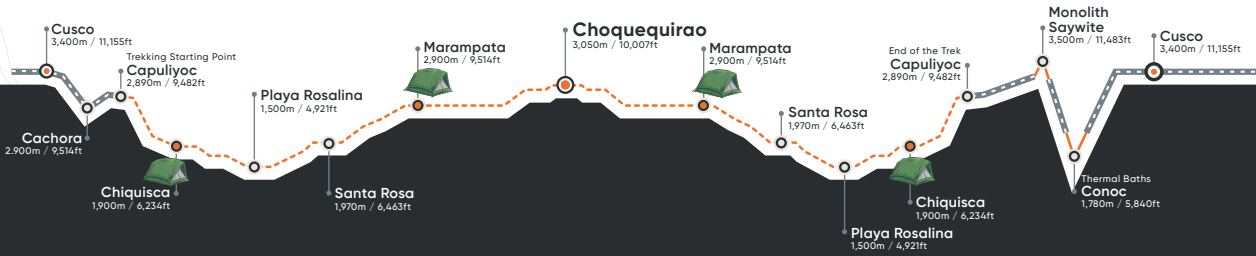 Cusco
3,400m / 11,155ft
Cachora
2.900m / 9,514ft
Trekking Starting Point
Capuliyoc
2,890m / 9,482ft
Chiquisca
1,900m / 6,234ft
Playa Rosalina
1,500m / 4,921ft
Santa Rosa
1,970m / 6,463ft
Marampata
2,900m / 9,514ft
Choquequirao
3,050m / 10,007ft
Marampata
2,900m / 9,514ft
Santa Rosa
1,970m / 6,463ft
Playa Rosalina
1,500m / 4,921ft
Chiquisca
1,900m / 6,234ft
End of the Trek
Capuliyoc
2,890m / 9,482ft
Monolith
Saywite
3,500m / 11,483ft
Thermal Baths
Conoc
1,780m / 5,840ft
Cusco
3,400m / 11,155ft